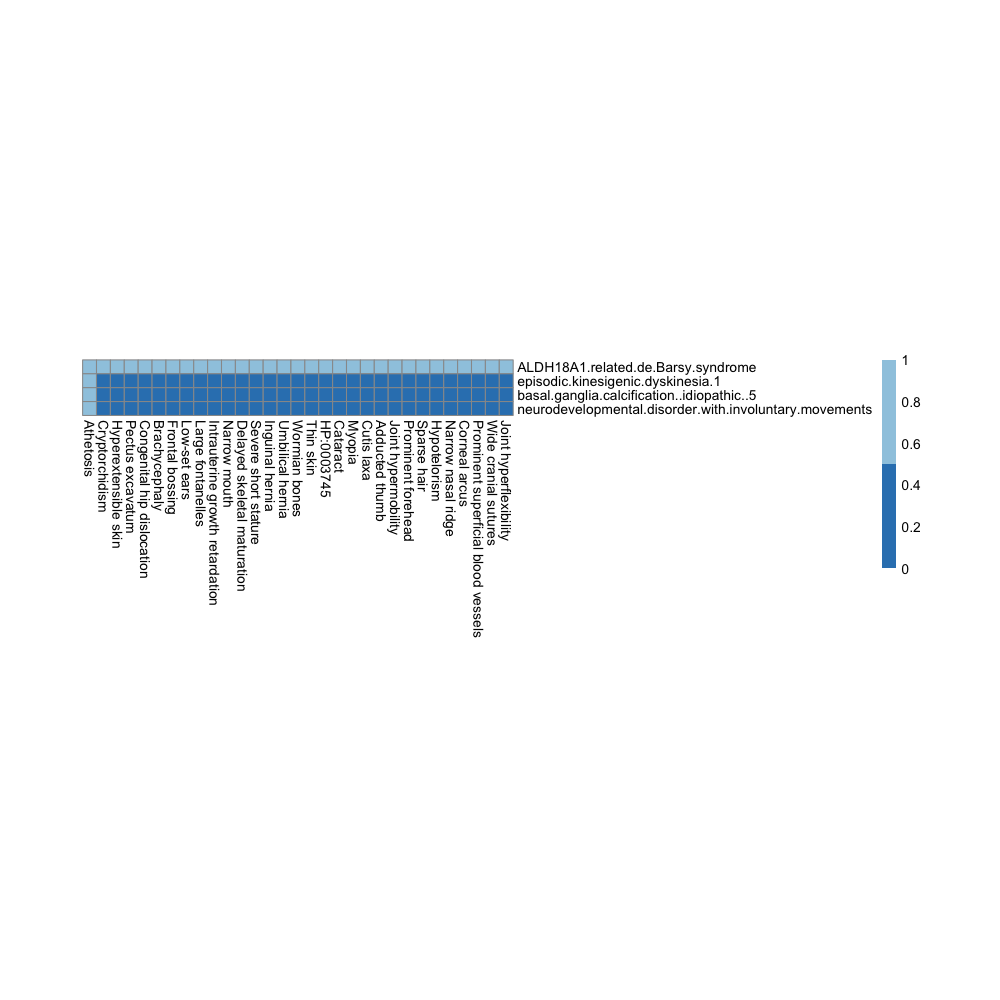 ALDH18A1.related.de.Barsy.syndrome
episodic.kinesigenic.dyskinesia.1
basal.ganglia.calcification..idiopathic..5
neurodevelopmental.disorder.with.involuntary.movements
1
0.8
0.6
0.4
0.2
0
Athetosis
Cryptorchidism
Hyperextensible skin
Pectus excavatum
Congenital hip dislocation
Brachycephaly
Frontal bossing
Low-set ears
Large fontanelles
Intrauterine growth retardation
Narrow mouth
Delayed skeletal maturation
Severe short stature
Inguinal hernia
Umbilical hernia
Wormian bones
Thin skin
HP:0003745
Cataract
Myopia
Cutis laxa
Adducted thumb
Joint hypermobility
Prominent forehead
Sparse hair
Hypotelorism
Narrow nasal ridge
Corneal arcus
Prominent superficial blood vessels
Wide cranial sutures
Joint hyperflexibility